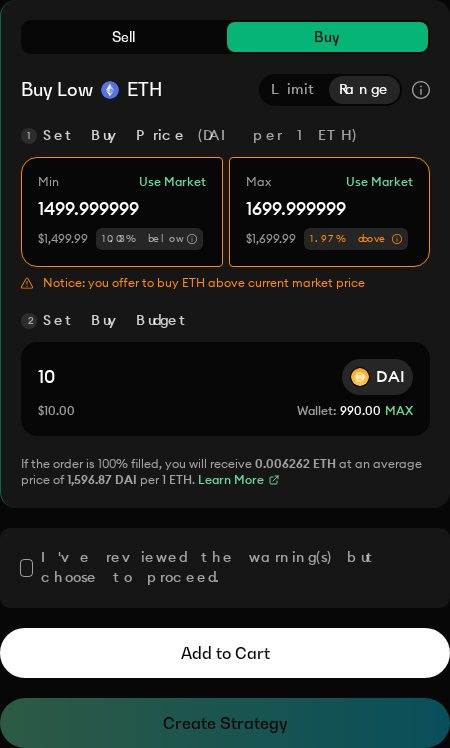 Sell
Buy
Buy Low ETH
Limit
Range
1 Set Buy Price (DAI per 1 ETH)
Min
Use Market
1499.999999
$1,499.99
Max
Use Market
1699.999999
$1,699.99
1.97% above
Notice: you offer to buy ETH above current market price
2 Set Buy Budget
10
DAI
$10.00
Wallet: 990.00 MAX
If the order is 100% filled, you will receive 0.006262 ETH at an average
price of 1,596.87 DAI per 1 ETH. Learn More
I've reviewed the warning(s) but
choose to proceed.
Add to Cart
Create Strategy